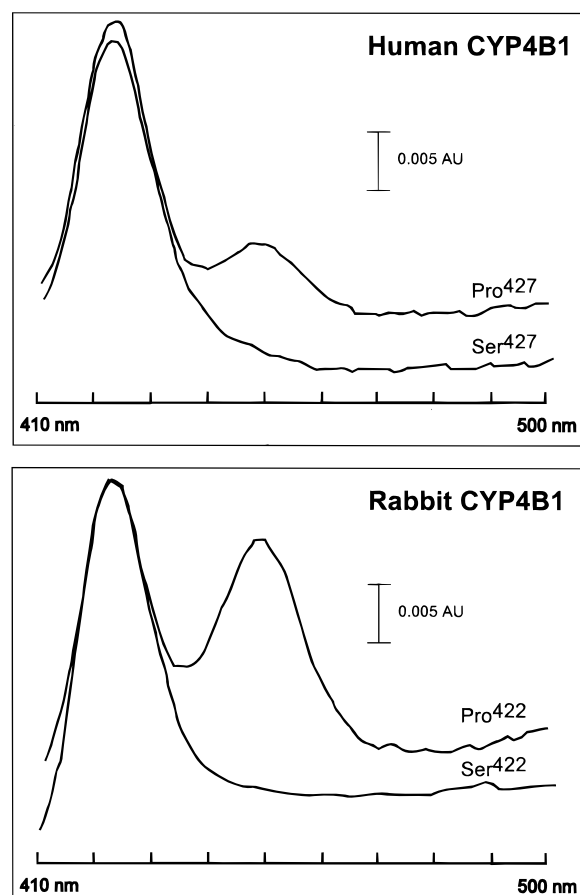 Human CYP4B1
0.005 AU
Pro427
Ser427
410 nm
500 nm
Rabbit CYP4B1
0.005 AU
Pro422
Ser422
410 nm
500 nm